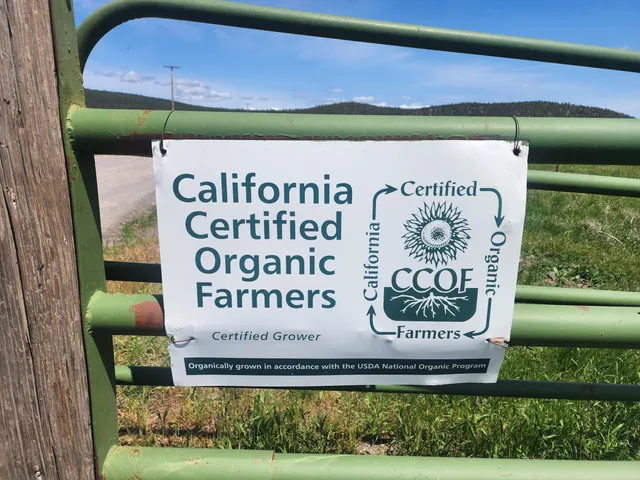 California
Certified
Organic
Farmers
Certified Grower
Certified
Organic
Farmers
California
CCOF
Organically grown in accordance with the USDA National Organic Program